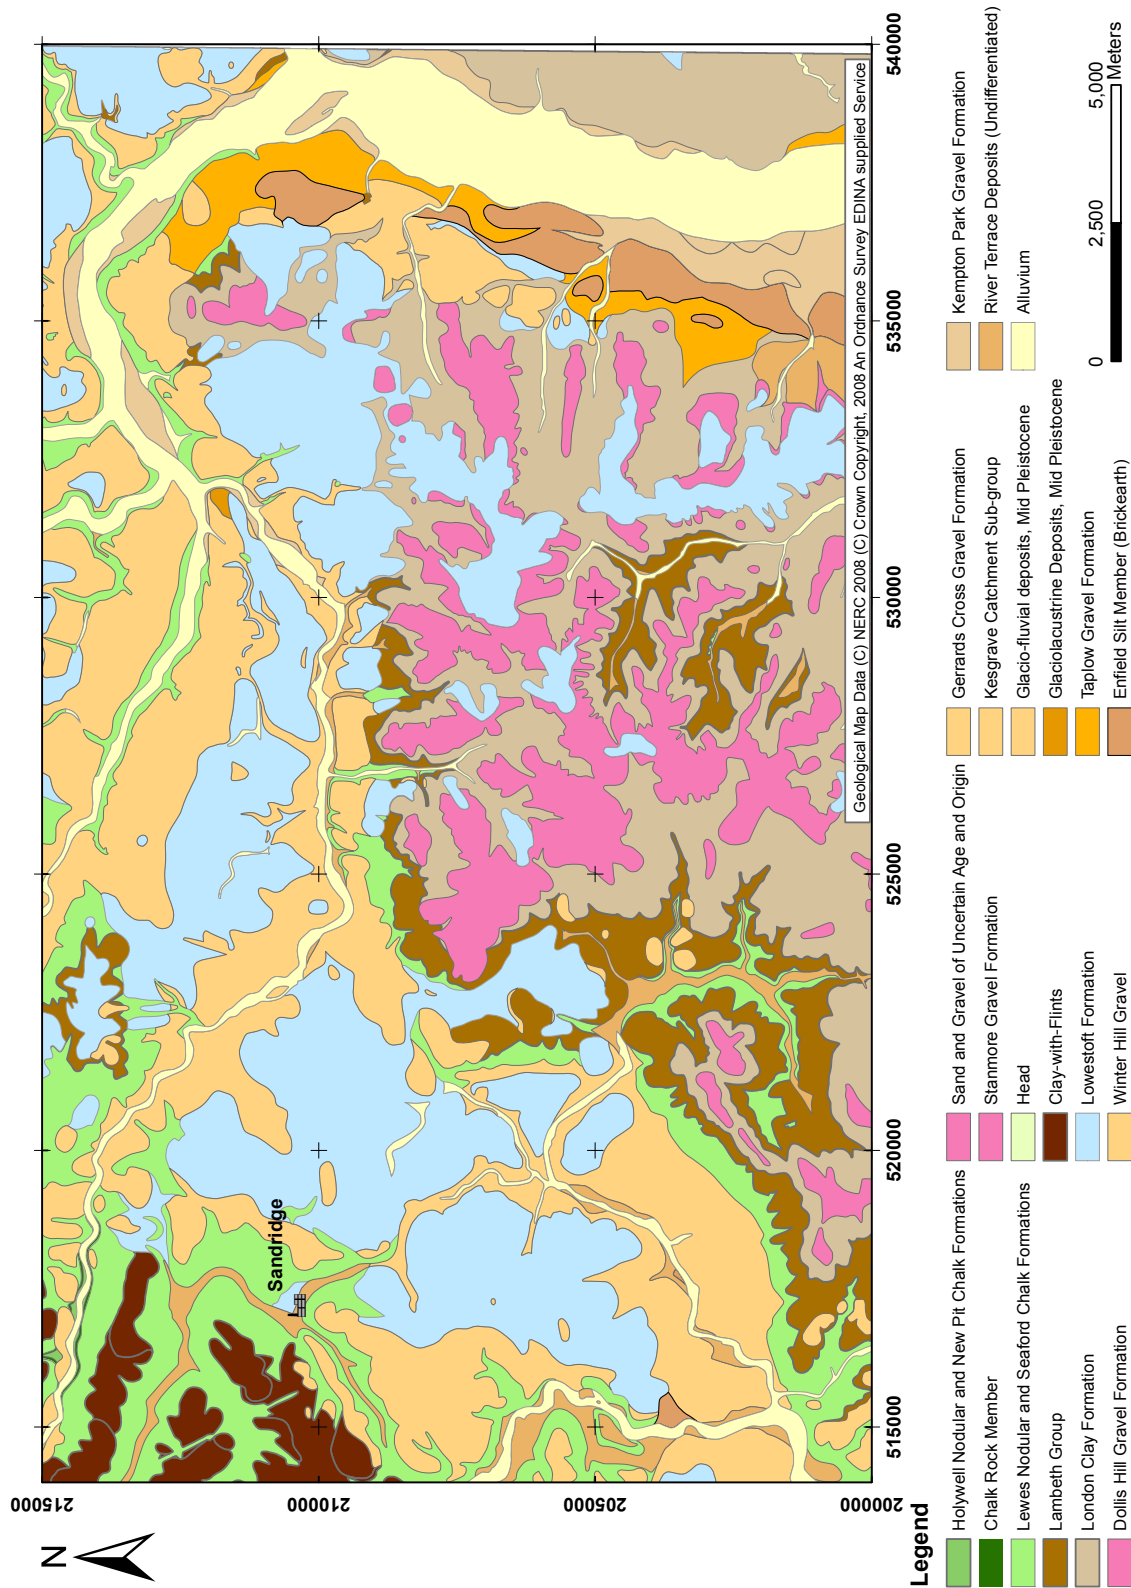 N
215000
210000
205000
200000
515000
520000
525000
530000
535000
540000
Sandridge
Geological Map Data (C) NERC 2008 (C) Crown Copyright, 2008 An Ordnance Survey EDINA supplied Service
Legend
Holywell Nodular and New Pit Chalk Formations
Chalk Rock Member
Lewes Nodular and Seaford Chalk Formations
Lambeth Group
London Clay Formation
Dollis Hill Gravel Formation
Sand and Gravel of Uncertain Age and Origin
Stanmore Gravel Formation
Head
Clay-with-Flints
Lowestoft Formation
Winter Hill Gravel
Gerrards Cross Gravel Formation
Kesgrave Catchment Sub-group
Glacio-fluvial deposits, Mid Pleistocene
Glaciolacustrine Deposits, Mid Pleistocene
Taplow Gravel Formation
Enfield Silt Member (Brickearth)
Kempton Park Gravel Formation
River Terrace Deposits (Undifferentiated)
Alluvium
0 2,500 5,000
Meters